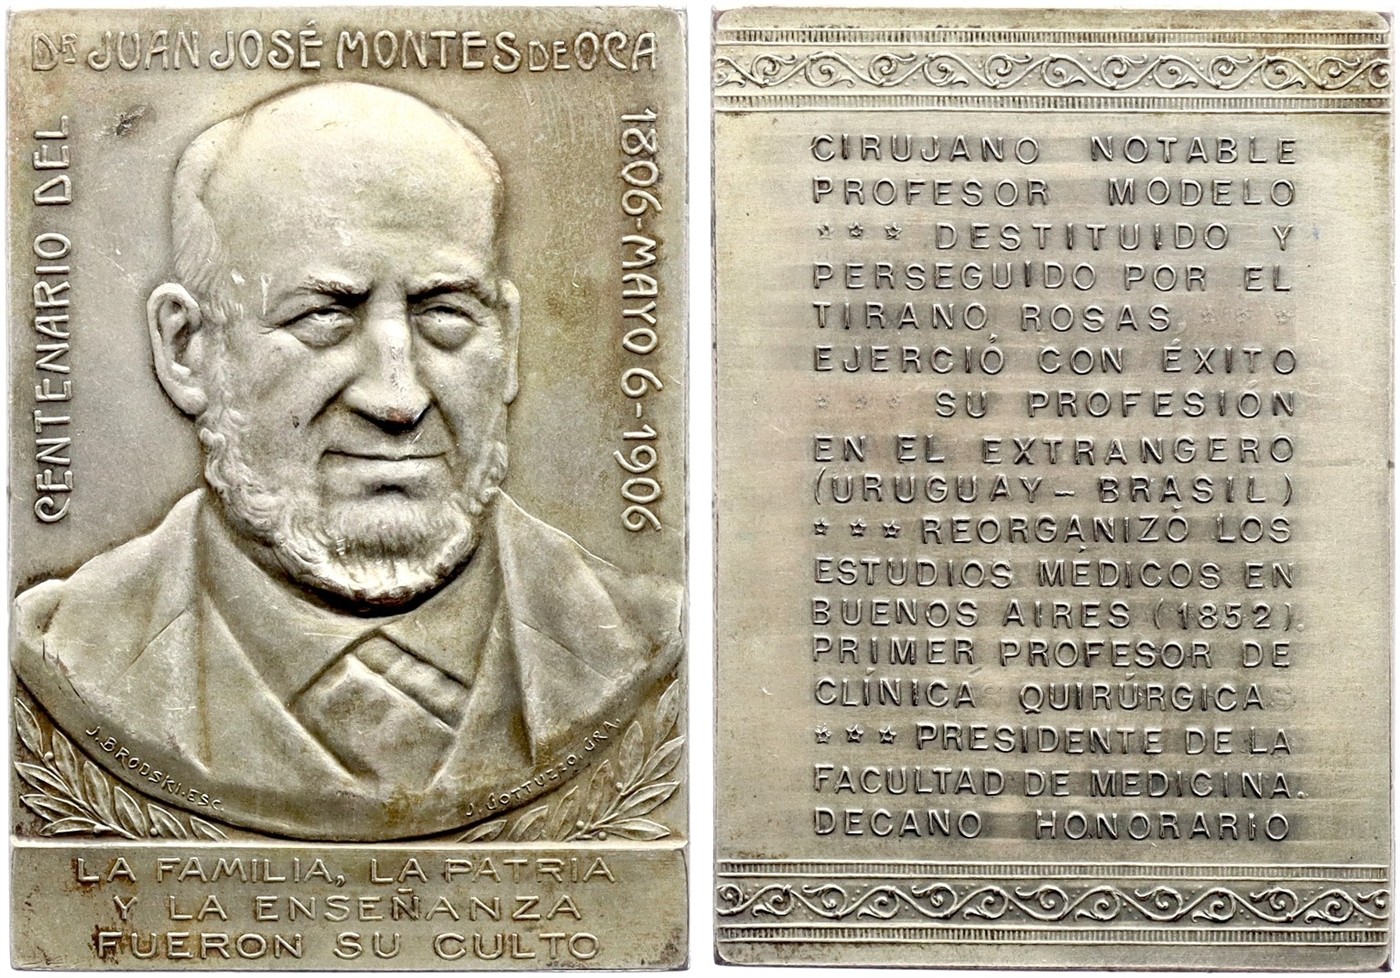 DR JUAN JOSÉ MONTES DE OCA
CENTENARIO DEL
1806-MAYO 6-1906
J. BRODSKI. ESC.
J. GOTTUZZO, GRA.
LA FAMILIA, LA PATRIA
Y LA ENSEÑANZA
FUERON SU CULTO
CIRUJANO NOTABLE
PROFESOR MODELO
DESTITUIDO Y
PERSEGUIDO POR EL
TIRANO ROSAS
EJERCIÓ CON ÉXITO
SU PROFESIÓN
EN EL EXTRANGERO
(URUGUAY - BRASIL)
REORGANIZÓ LOS
ESTUDIOS MÉDICOS EN
BUENOS AIRES (1852).
PRIMER PROFESOR DE
CLÍNICA QUIRÚRGICA
PRESIDENTE DE LA
FACULTAD DE MEDICINA.
DECANO HONORARIO